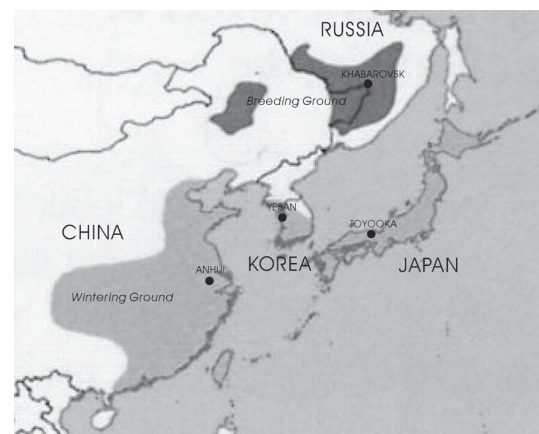 RUSSIA
KHABAROVSK
Breeding Ground
YESAN
TOYOOKA
CHINA
KOREA
JAPAN
ANHUI
Wintering Ground